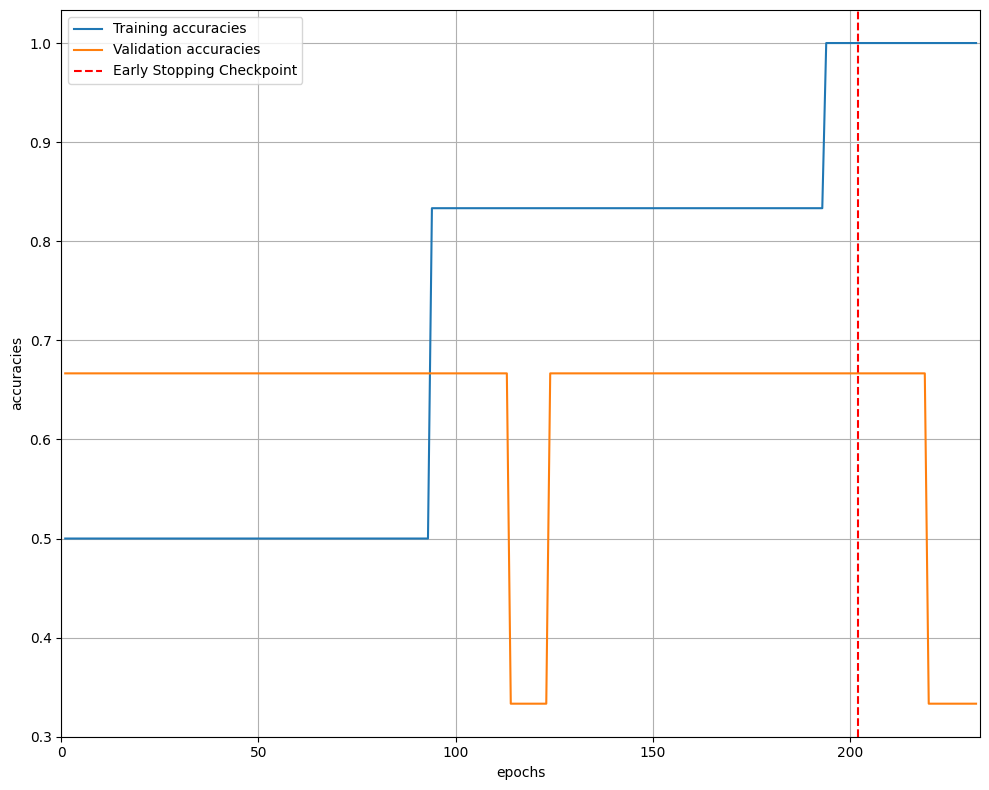 Training accuracies
Validation accuracies
Early Stopping Checkpoint
1.0
0.9
0.8
0.7
0.6
0.5
0.4
0.3
accuracies
0 50 100 150 200
epochs